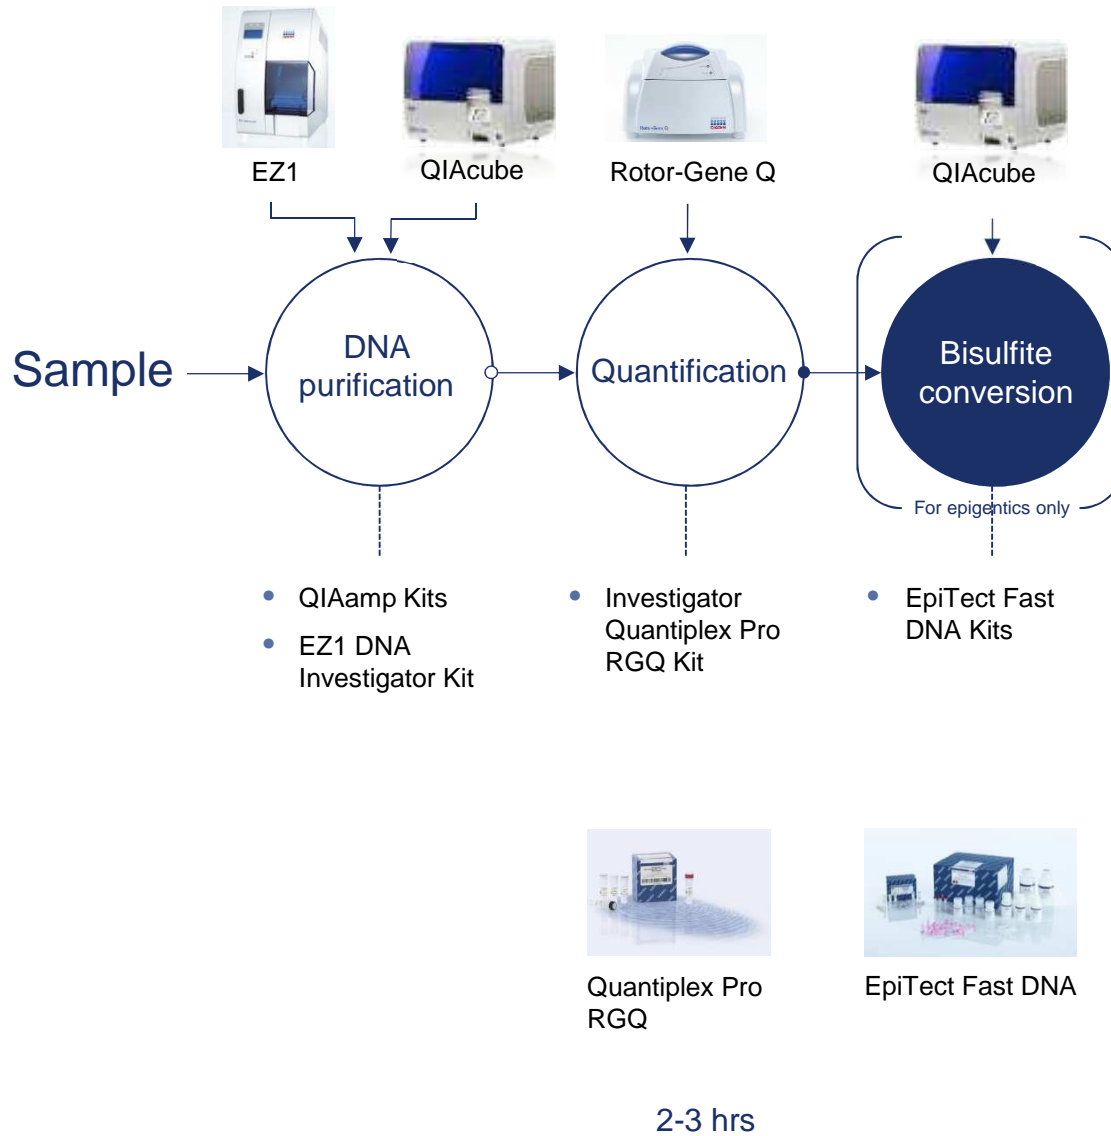 EZ1
QIAcube
Rotor-Gene Q
QIAcube
Sample
DNA
purification
Quantification
Bisulfite
conversion
For epigentics only
QIAamp Kits
EZ1 DNA
Investigator Kit
Investigator
Quantiplex Pro
RGQ Kit
EpiTect Fast
DNA Kits
Quantiplex Pro
RGQ
EpiTect Fast DNA
2-3 hrs